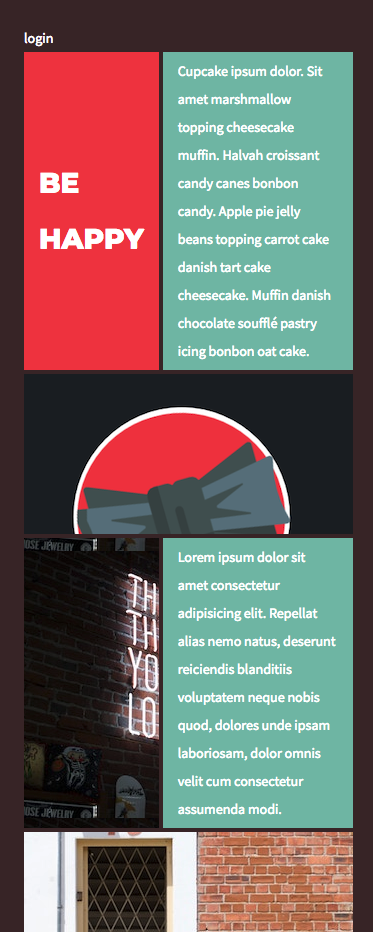 login
BE
HAPPY
Cupcake ipsum dolor. Sit
amet marshmallow
topping cheesecake
muffin. Halvah croissant
candy canes bonbon
candy. Apple pie jelly
beans topping carrot cake
danish tart cake
cheesecake. Muffin danish
chocolate soufflé pastry
icing bonbon oat cake.
JEWELRY
TH
TH
YO
LO
JEWELRY
Lorem ipsum dolor sit
amet consectetur
adipisicing elit. Repellat
alias nemo natus, deserunt
reiciendis blanditiis
voluptatem neque nobis
quod, dolores unde ipsam
laboriosam, dolor omnis
velit cum consectetur
assumenda modi.